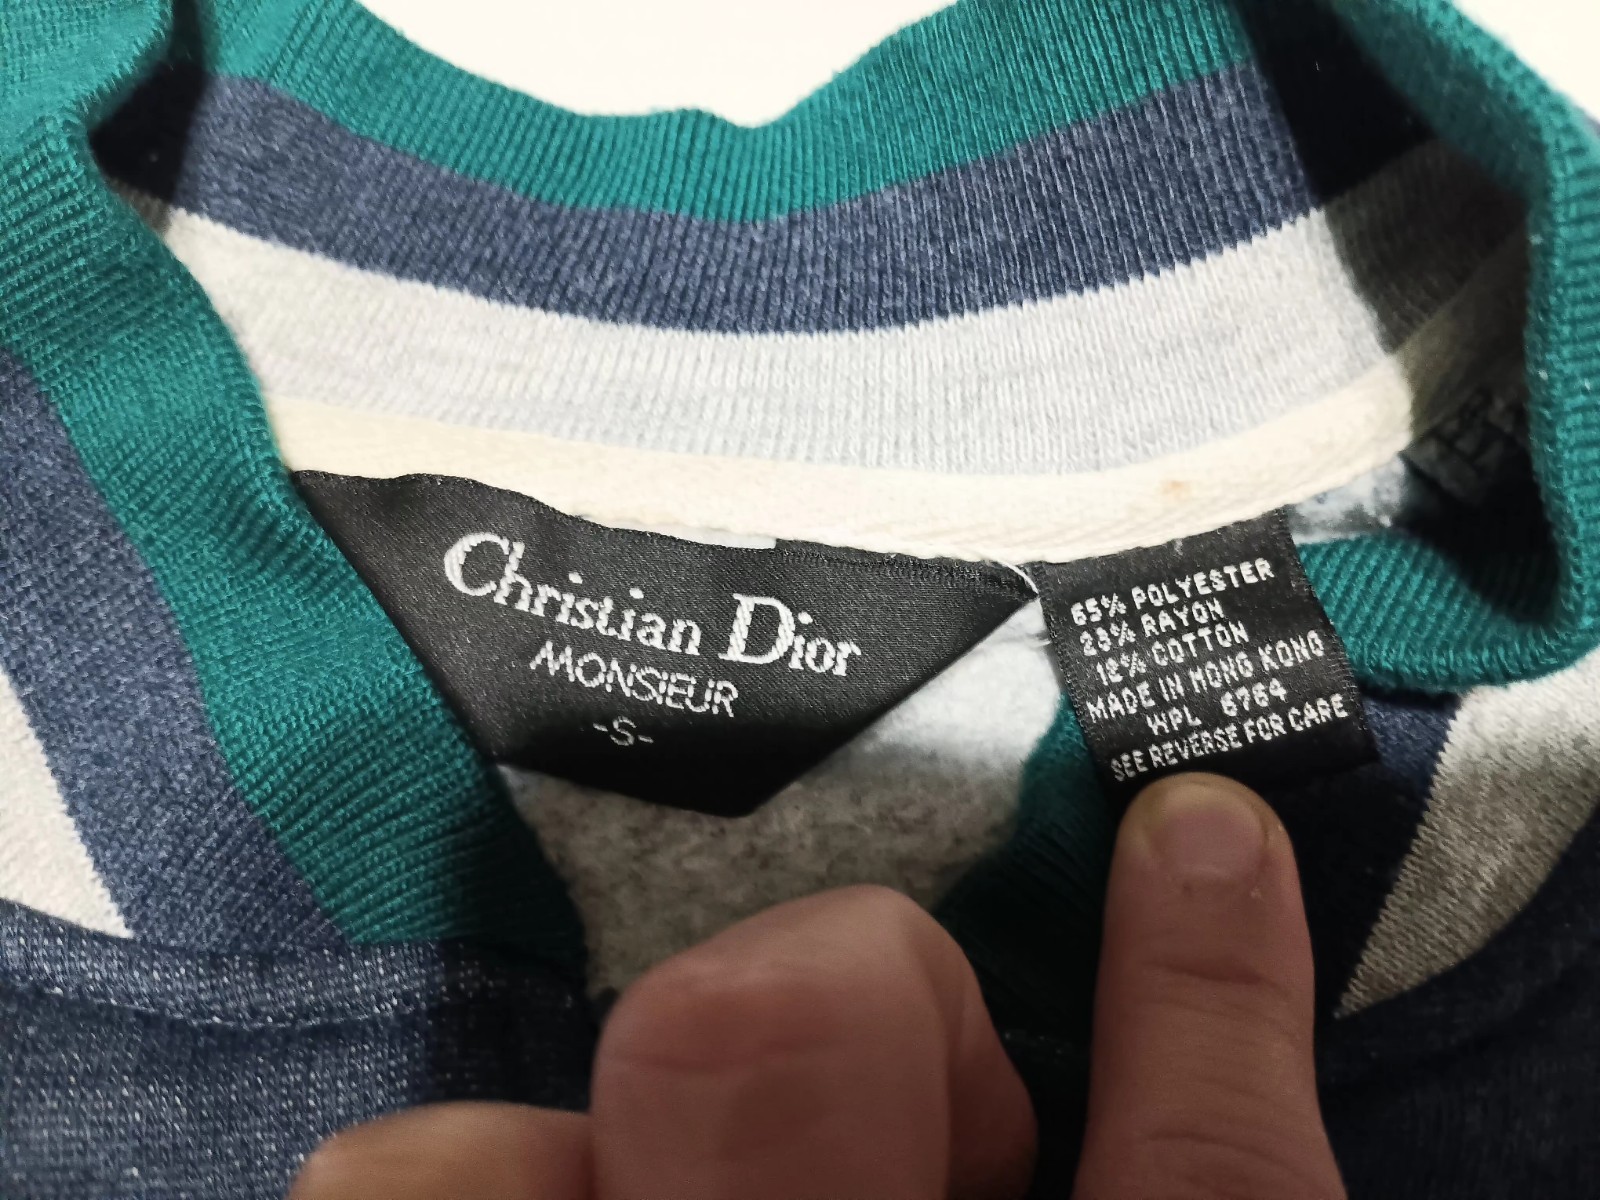 Christian Dior
MONSIEUR
-S-
65% POLYESTER
23% RAYON
12% COTTON
MADE IN HONG KONG
WPL 6764
SEE REVERSE FOR CARE